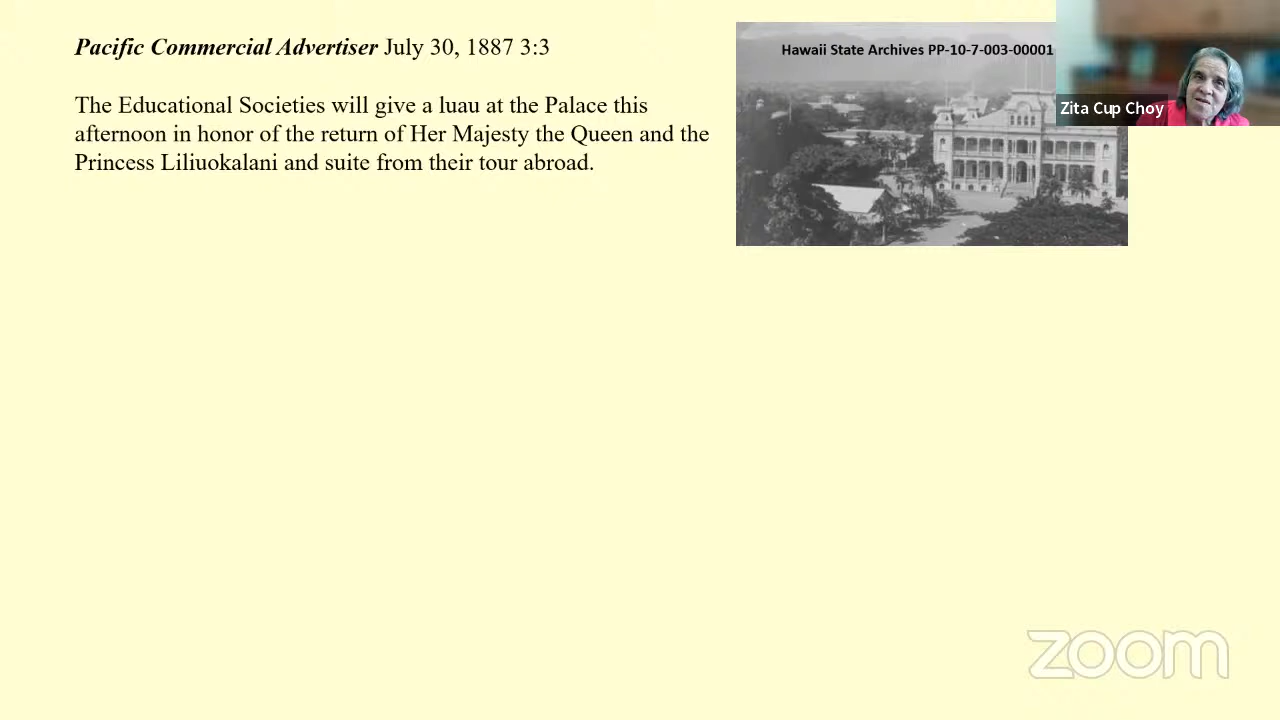 Pacific Commercial Advertiser July 30, 1887 3:3
The Educational Societies will give a luau at the Palace this
afternoon in honor of the return of Her Majesty the Queen and the
Princess Liliuokalani and suite from their tour abroad.
Hawaii State Archives PP-10-7-003-00001
Zita Cup Choy
zoom